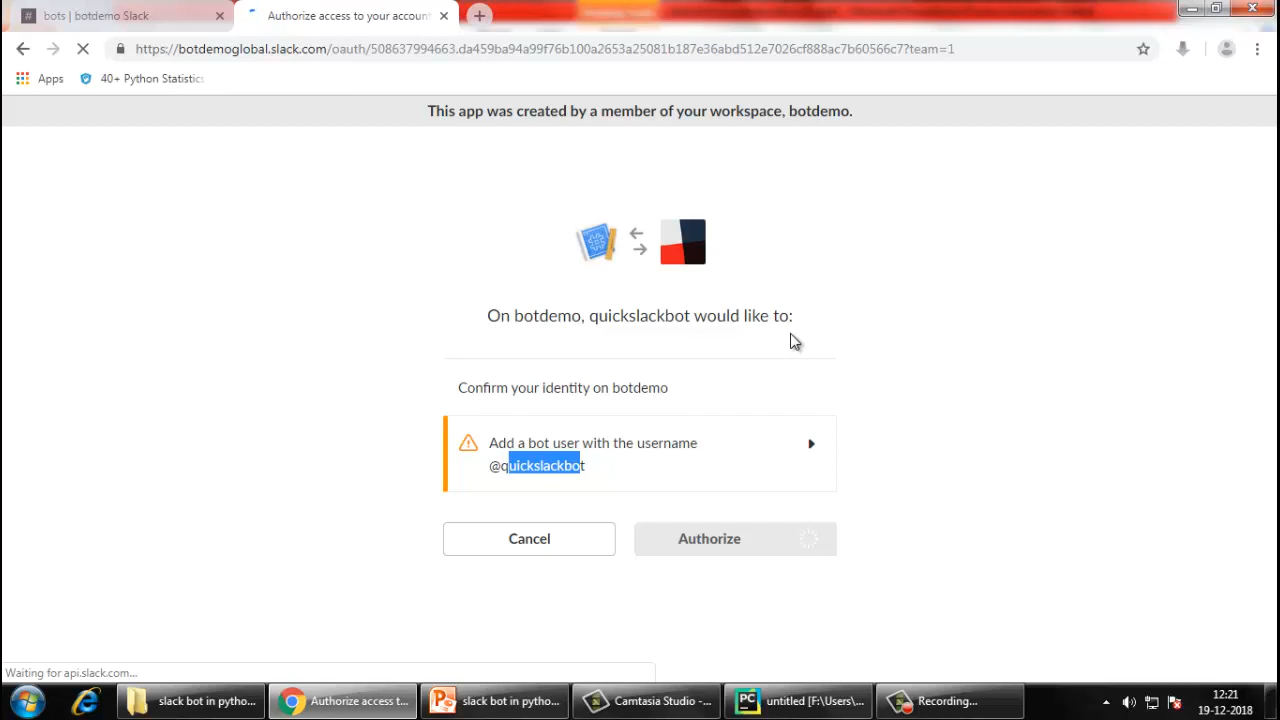 bots | botdemo Slack
Authorize access to your account
https://botdemoglobal.slack.com/oauth/508637994663.da459ba94a99f76b100a2653a25081b187e36abd512e7026cf888ac7b60566c7?team=1
Apps
40+ Python Statistics
This app was created by a member of your workspace, botdemo.
On botdemo, quickslackbot would like to:
Confirm your identity on botdemo
Add a bot user with the username
@quickslackbot
Cancel
Authorize
Waiting for api.slack.com...
slack bot in pytho...
Authorize access t...
slack bot in pytho...
Camtasia Studio -...
untitled [F:\Users\...
Recording...
12:21
19-12-2018